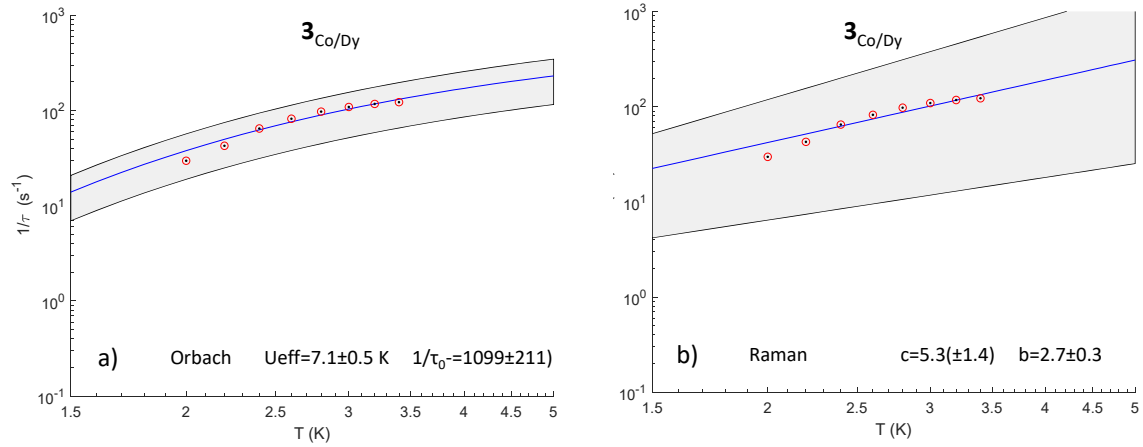 3Co/Dy
10³
10²
10¹
10⁰
10⁻¹
1/τ (s⁻¹)
a) Orbach Ueff=7.1±0.5 K 1/τ₀-=1099±211)
1.5 2 2.5 3 3.5 4 4.5 5
T (K)
3Co/Dy
10³
10²
10¹
10⁰
10⁻¹
b) Raman c=5.3(±1.4) b=2.7±0.3
1.5 2 2.5 3 3.5 4 4.5 5
T (K)